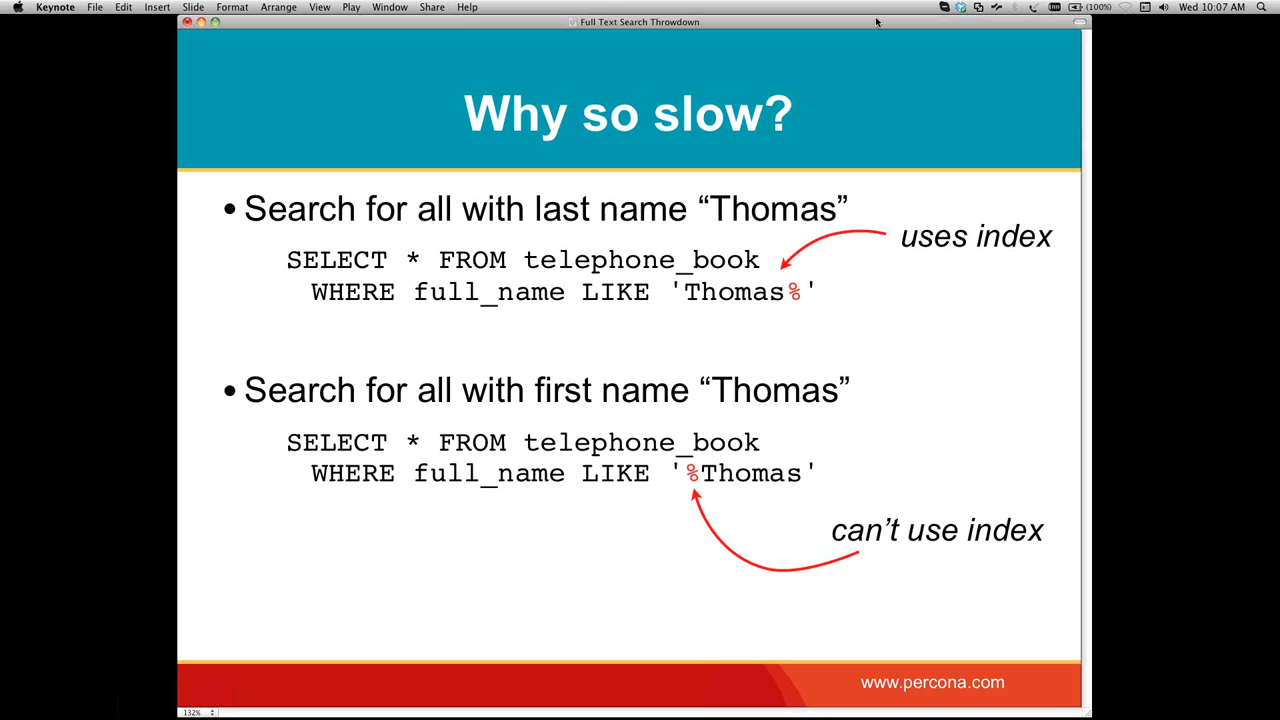 Keynote File Edit Insert Slide Format Arrange View Play Window Share Help (100%) Wed 10:07 AM
Full Text Search Throwdown
Why so slow?
• Search for all with last name “Thomas”
uses index
SELECT * FROM telephone_book
WHERE full_name LIKE 'Thomas%'
• Search for all with first name “Thomas”
SELECT * FROM telephone_book
WHERE full_name LIKE '%Thomas'
can’t use index
www.percona.com
132%